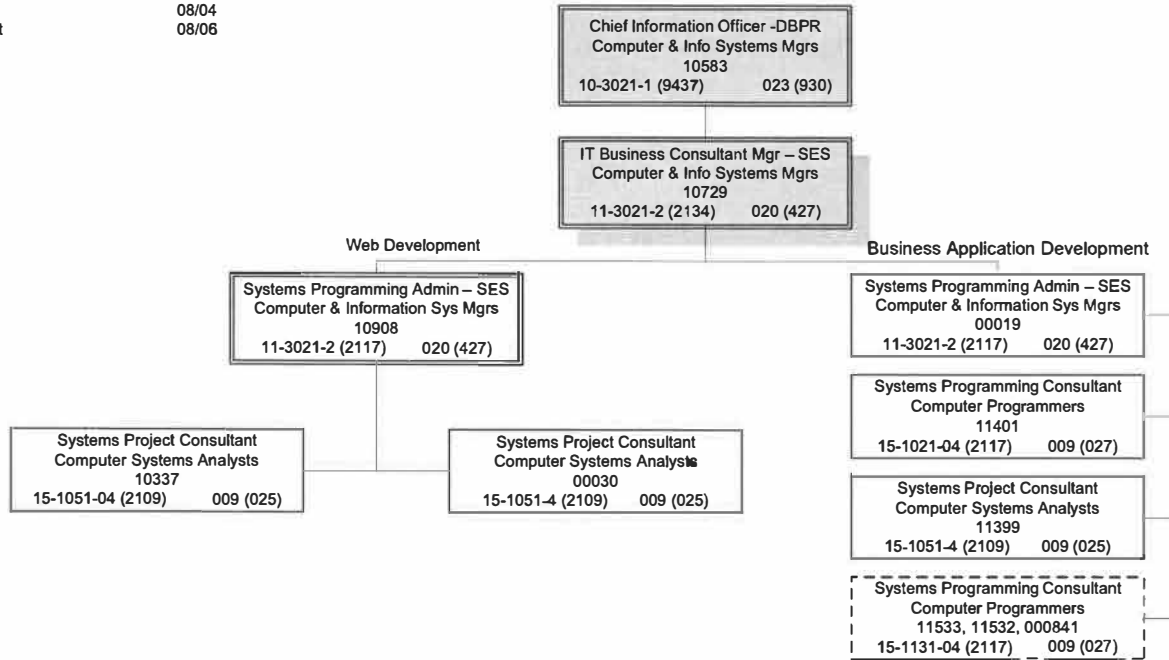 08/04
t 08/06
Chief Information Officer -DBPR
Computer & Info Systems Mgrs
10583
10-3021-1 (9437) 023 (930)
IT Business Consultant Mgr – SES
Computer & Info Systems Mgrs
10729
11-3021-2 (2134) 020 (427)
Web Development
Business Application Development
Systems Programming Admin – SES
Computer & Information Sys Mgrs
10908
11-3021-2 (2117) 020 (427)
Systems Programming Admin – SES
Computer & Information Sys Mgrs
00019
11-3021-2 (2117) 020 (427)
Systems Programming Consultant
Computer Programmers
11401
15-1021-04 (2117) 009 (027)
Systems Project Consultant
Computer Systems Analysts
10337
15-1051-04 (2109) 009 (025)
Systems Project Consultant
Computer Systems Analysts
00030
15-1051-4 (2109) 009 (025)
Systems Project Consultant
Computer Systems Analysts
11399
15-1051-4 (2109) 009 (025)
Systems Programming Consultant
Computer Programmers
11533, 11532, 000841
15-1131-04 (2117) 009 (027)